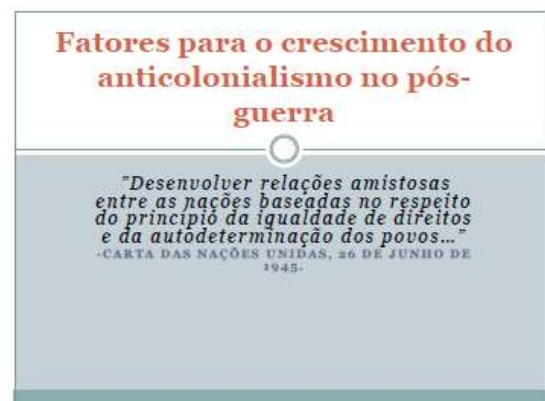 Fatores para o crescimento do
anticolonialismo no pós-
guerra
"Desenvolver relações amistosas
entre as nações baseadas no respeito
do princípio da igualdade de direitos
e da autodeterminação dos povos..."
-CARTA DAS NAÇÕES UNIDAS, 26 DE JUNHO DE
1945-